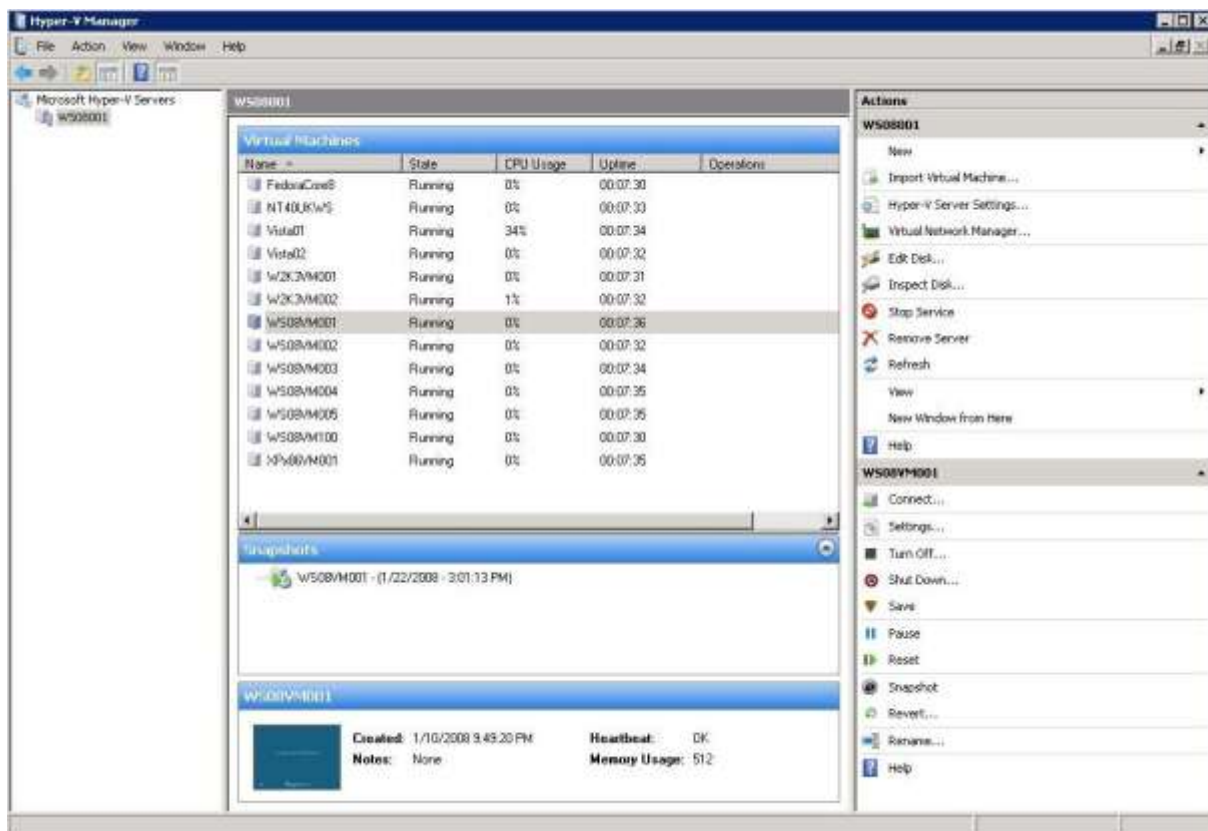 Hyper-V Manager
File Action View Window Help
Microsoft Hyper-V Servers
WS08001
WS08001
Virtual Machines
Name State CPU Usage Uptime Operations
FedoraCore8 Running 0% 00:07:30
NT40UKWS Running 0% 00:07:33
Vista01 Running 34% 00:07:34
Vista02 Running 0% 00:07:32
W2K3VM001 Running 0% 00:07:31
W2K3VM002 Running 1% 00:07:32
WS08VM001 Running 0% 00:07:36
WS08VM002 Running 0% 00:07:32
WS08VM003 Running 0% 00:07:34
WS08VM004 Running 0% 00:07:35
WS08VM005 Running 0% 00:07:35
WS08VM100 Running 0% 00:07:30
XPx86VM001 Running 0% 00:07:35
Snapshots
WS08VM001 - (1/22/2008 - 3:01:13 PM)
WS08VM001
Created: 1/10/2008 9:49:20 PM Heartbeat: OK
Notes: None Memory Usage: 512
Actions
WS08001
New
Import Virtual Machine...
Hyper-V Server Settings...
Virtual Network Manager...
Edit Disk...
Inspect Disk...
Stop Service
Remove Server
Refresh
View
New Window from Here
Help
WS08VM001
Connect...
Settings...
Turn Off...
Shut Down...
Save
Pause
Reset
Snapshot
Revert...
Rename...
Help